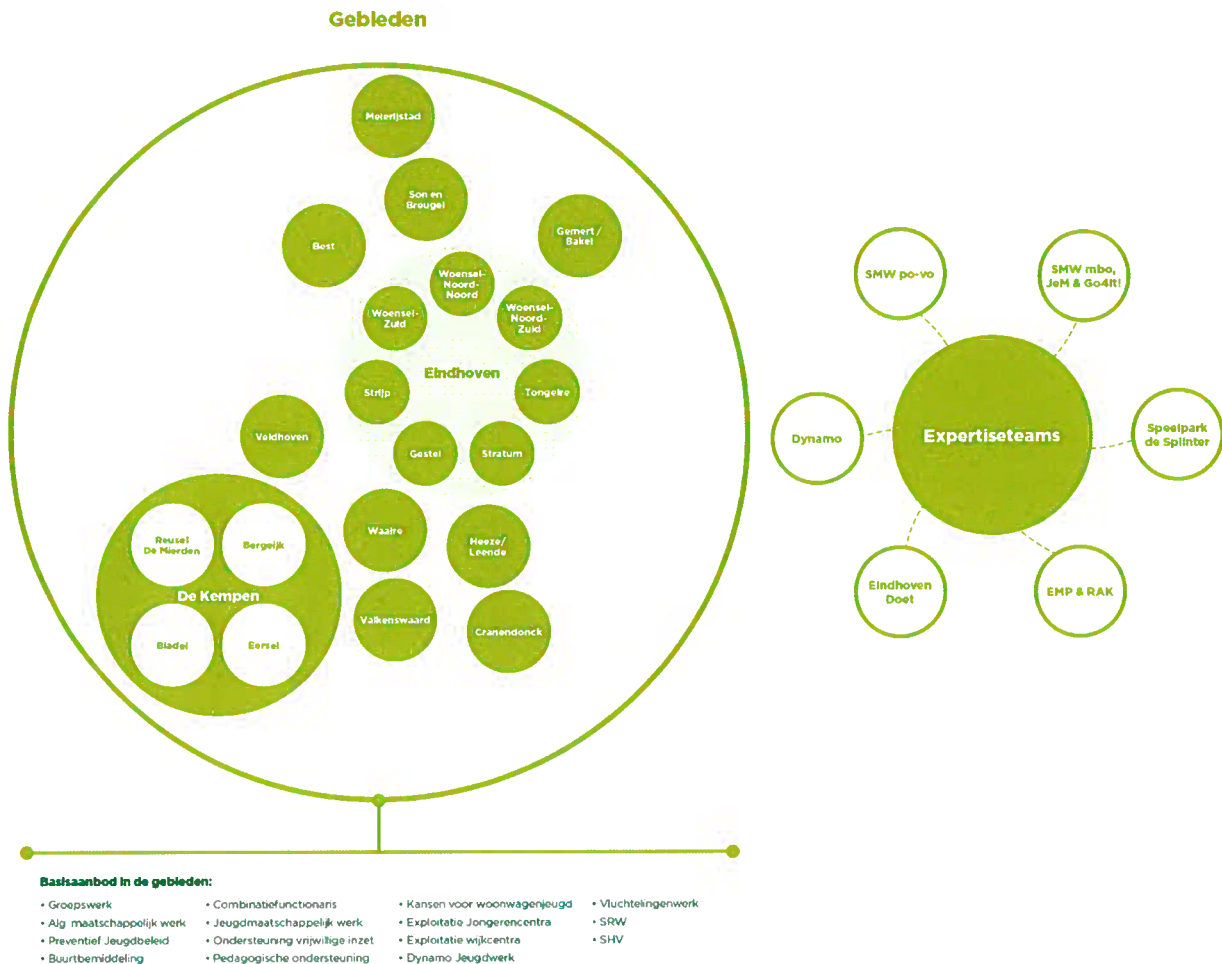 Gebieden
Meierijstad
Son en
Breugel
Best
Gemert /
Bakel
Woensel-
Noord-
Noord
Woensel-
Zuid
Woensel-
Noord-
Zuid
Eindhoven
Strijp
Tongelre
Veldhoven
Gestel
Stratum
Waalre
Heeze/
Leende
Reusel
De Mierden
Bergeijk
De Kempen
Bladel
Eersel
Valkenswaard
Cranendonck
SMW po-vo
SMW mbo,
JeM & Go4It!
Dynamo
Expertiseteams
Speelpark
de Splinter
Eindhoven
Doet
EMP & RAK
Basisaanbod in de gebieden:
• Groepswerk
• Alg maatschappelijk werk
• Preventief Jeugdbeleid
• Buurtbemiddeling
• Combinatiefunctionaris
• Jeugdmaatschappelijk werk
• Ondersteuning vrijwillige inzet
• Pedagogische ondersteuning
• Kansen voor woonwagenjeugd
• Exploitatie Jongerencentra
• Exploitatie wijkcentra
• Dynamo Jeugdwerk
• Vluchtelingenwerk
• SRW
• SHV